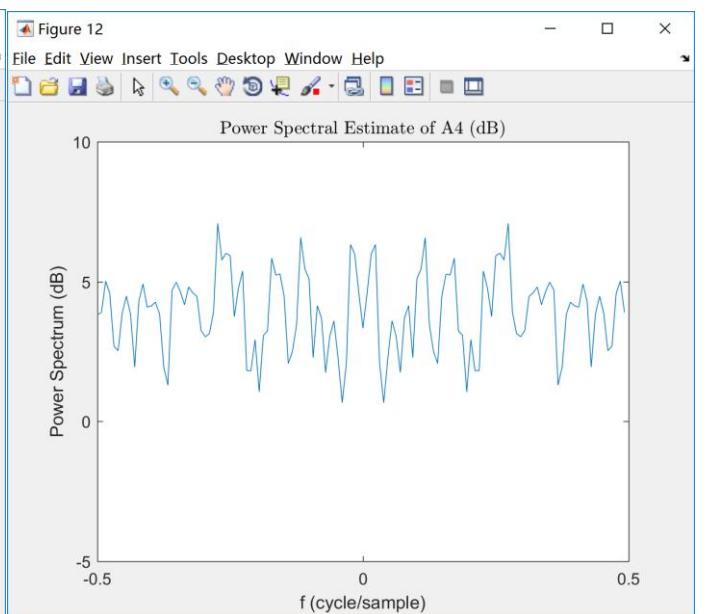 Figure 12
File Edit View Insert Tools Desktop Window Help
Power Spectral Estimate of A4 (dB)
10
5
0
-5
Power Spectrum (dB)
-0.5
0
0.5
f (cycle/sample)